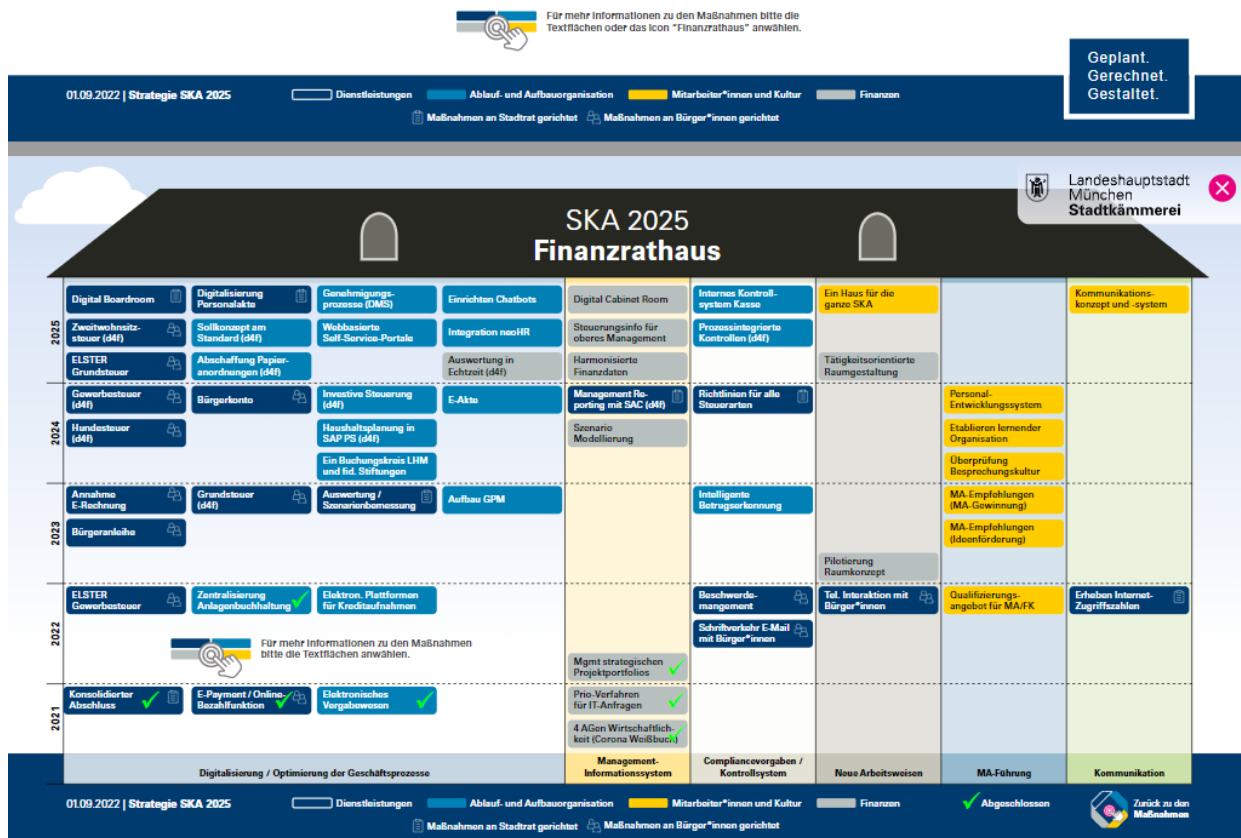 Für mehr Informationen zu den Maßnahmen bitte die
Textflächen oder das Icon "Finanzrathaus" anwählen.
Geplant.
Gerechnet.
Gestaltet.
01.09.2022 | Strategie SKA 2025
Dienstleistungen
Ablauf- und Aufbauorganisation
Mitarbeiter*innen und Kultur
Finanzen
Maßnahmen an Stadtrat gerichtet
Maßnahmen an Bürger*innen gerichtet
Landeshauptstadt
München
Stadtkämmerei
SKA 2025
Finanzrathaus
2025
Digital Boardroom
Digitalisierung
Personalakte
Genehmigungs-
prozesse (DMS)
Einrichten Chatbots
Digital Cabinet Room
Internes Kontroll-
system Kasse
Ein Haus für die
ganze SKA
Kommunikations-
konzept und -system
Zweitwohnsitz-
steuer (d4f)
Sollkonzept am
Standard (d4f)
Webbasierte
Self-Service-Portale
Integration neoHR
Steuerungsinfo für
oberes Management
Prozessintegrierte
Kontrollen (d4f)
ELSTER
Grundsteuer
Abschaffung Papier-
anordnungen (d4f)
Auswertung in
Echtzeit (d4f)
Harmonisierte
Finanzdaten
Tätigkeitsorientierte
Raumgestaltung
2024
Gewerbesteuer
(d4f)
Bürgerkonto
Investive Steuerung
(d4f)
E-Akte
Management Re-
porting mit SAC (d4f)
Richtlinien für alle
Steuerarten
Personal-
Entwicklungssystem
Hundesteuer
(d4f)
Haushaltsplanung in
SAP PS (d4f)
Szenario
Modellierung
Etablieren lernender
Organisation
Ein Buchungskreis LHM
und fid. Stiftungen
Überprüfung
Besprechungskultur
2023
Annahme
E-Rechnung
Grundsteuer
(d4f)
Auswertung /
Szenarienbemessung
Aufbau GPM
Intelligente
Betrugserkennung
MA-Empfehlungen
(MA-Gewinnung)
Bürgeranleihe
MA-Empfehlungen
(Ideenförderung)
Pilotierung
Raumkonzept
2022
ELSTER
Gewerbesteuer
Zentralisierung
Anlagenbuchhaltung
Elektron. Plattformen
für Kreditaufnahmen
Beschwerde-
mangement
Tel. Interaktion mit
Bürger*innen
Qualifizierungs-
angebot für MA/FK
Erheben Internet-
Zugriffszahlen
Schriftverkehr E-Mail
mit Bürger*innen
Für mehr Informationen zu den Maßnahmen
bitte die Textflächen anwählen.
Mgmt strategischen
Projektportfolios
2021
Konsolidierter
Abschluss
E-Payment / Online-
Bezahlfunktion
Elektronisches
Vergabewesen
Prio-Verfahren
für IT-Anfragen
4 AGen Wirtschaftlich-
keit (Corona Weißbuch)
Digitalisierung / Optimierung der Geschäftsprozesse
Management-
Informationssystem
Compliancevorgaben /
Kontrollsystem
Neue Arbeitsweisen
MA-Führung
Kommunikation
01.09.2022 | Strategie SKA 2025
Dienstleistungen
Ablauf- und Aufbauorganisation
Mitarbeiter*innen und Kultur
Finanzen
Abgeschlossen
Zurück zu den
Maßnahmen
Maßnahmen an Stadtrat gerichtet
Maßnahmen an Bürger*innen gerichtet